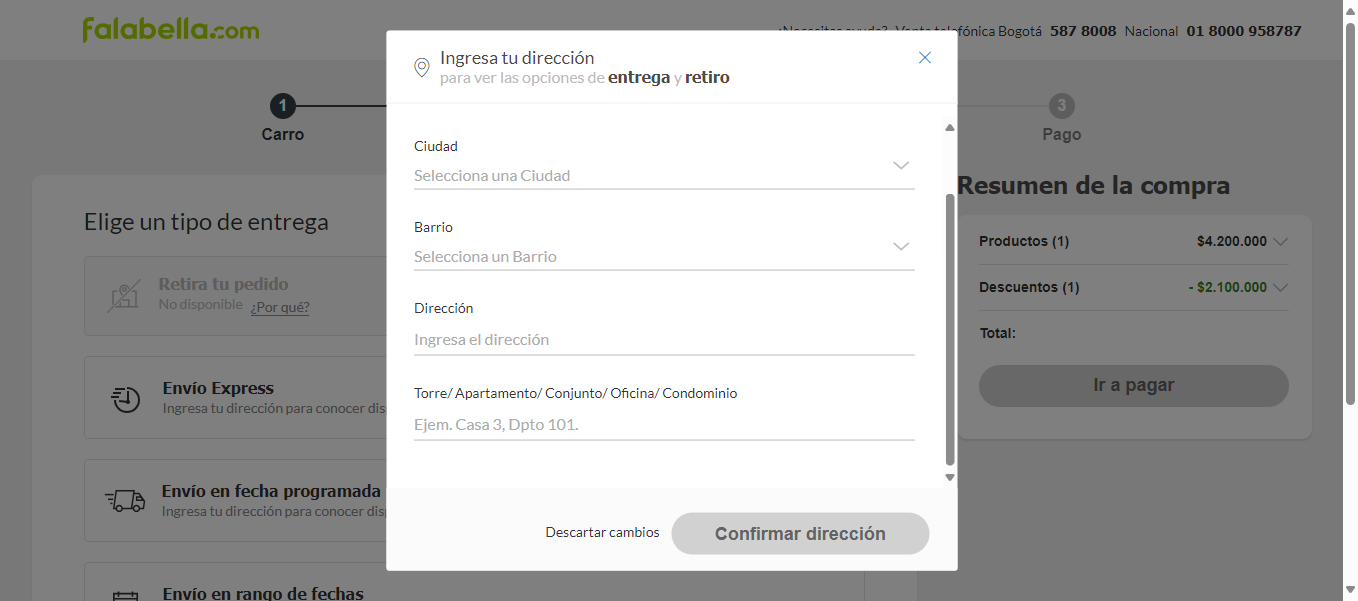 falabella.com
¿Necesitas ayuda? Venta telefónica Bogotá 587 8008 Nacional 01 8000 958787
Ingresa tu dirección
para ver las opciones de entrega y retiro
1
Carro
3
Pago
Ciudad
Selecciona una Ciudad
Barrio
Selecciona un Barrio
Dirección
Ingresa el dirección
Torre/ Apartamento/ Conjunto/ Oficina/ Condominio
Ejem. Casa 3, Dpto 101.
Descartar cambios
Confirmar dirección
Elige un tipo de entrega
Retira tu pedido
No disponible ¿Por qué?
Envío Express
Ingresa tu dirección para conocer dis
Envío en fecha programada
Ingresa tu dirección para conocer dis
Envío en rango de fechas
Resumen de la compra
Productos (1) $4.200.000
Descuentos (1) - $2.100.000
Total:
Ir a pagar